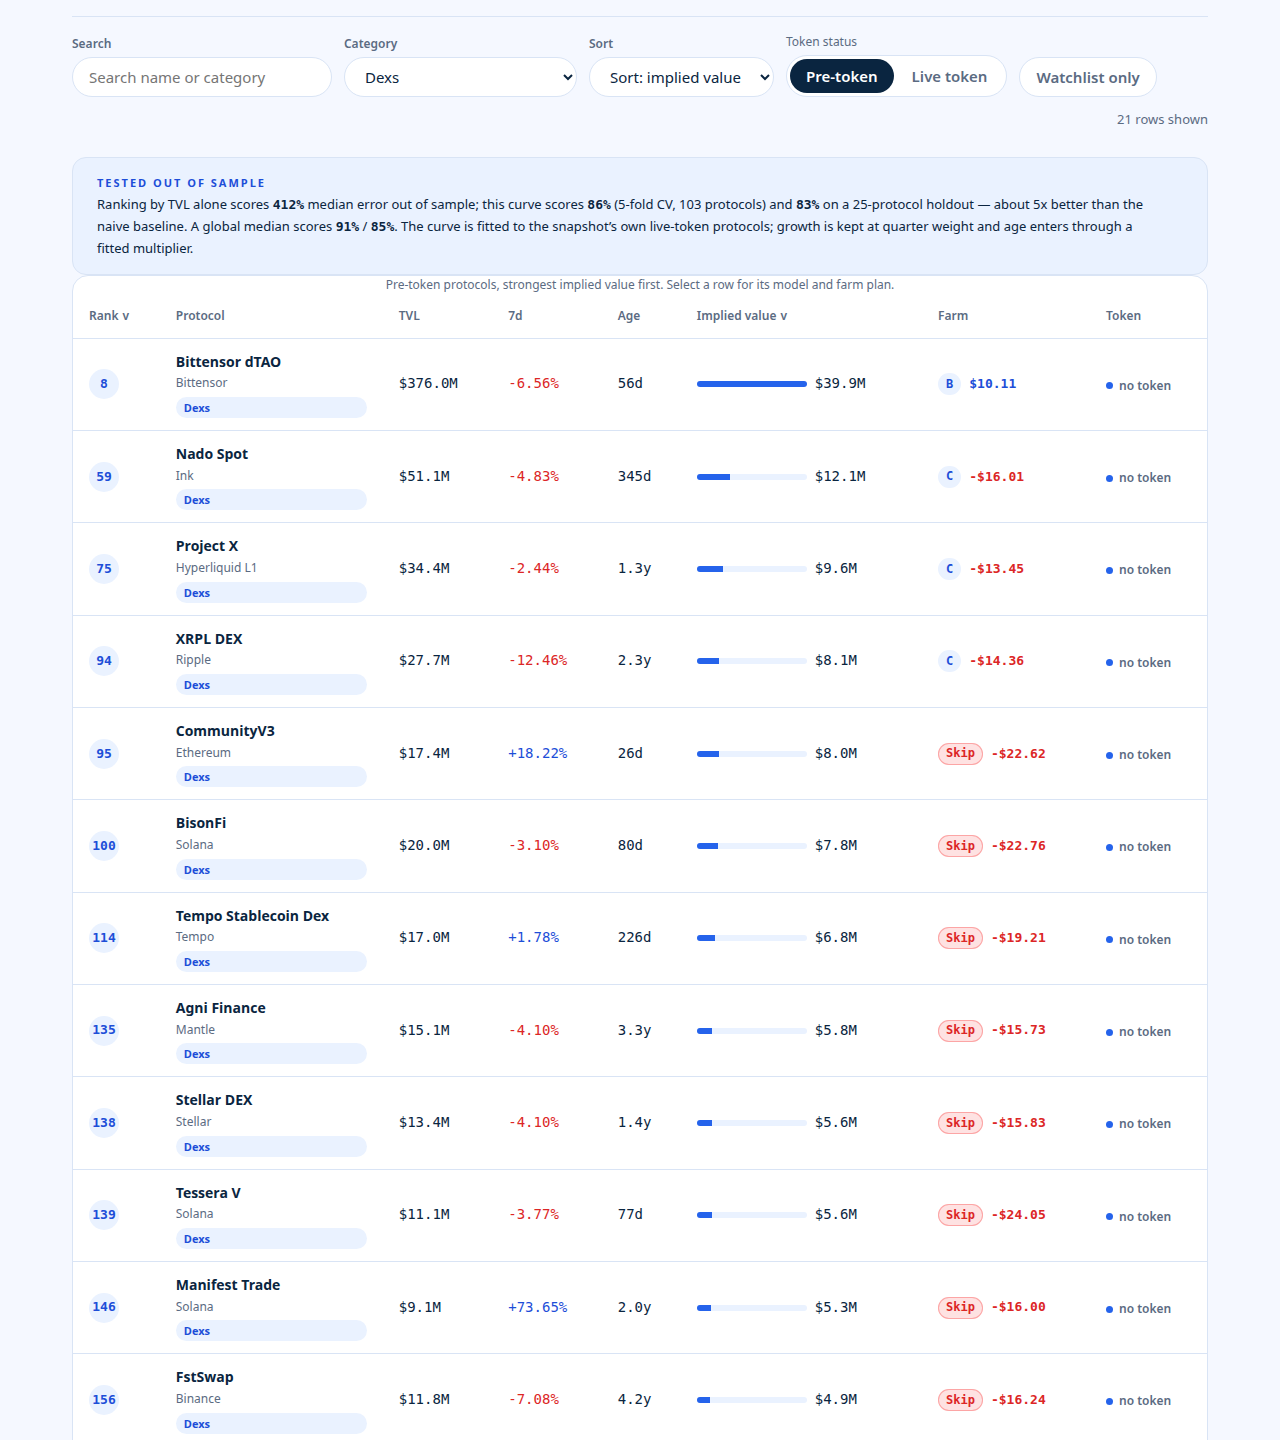 Search
Category
Sort
Token status
Search name or category
Dexs
Sort: implied value
Pre-token
Live token
Watchlist only
21 rows shown
TESTED OUT OF SAMPLE
Ranking by TVL alone scores 412% median error out of sample; this curve scores 86% (5-fold CV, 103 protocols) and 83% on a 25-protocol holdout — about 5x better than the
naive baseline. A global median scores 91% / 85%. The curve is fitted to the snapshot’s own live-token protocols; growth is kept at quarter weight and age enters through a
fitted multiplier.
Pre-token protocols, strongest implied value first. Select a row for its model and farm plan.
Rank v Protocol TVL 7d Age Implied value v Farm Token
Bittensor dTAO
8 Bittensor $376.0M -6.56% 56d $39.9M B $10.11 no token
Dexs
Nado Spot
59 Ink $51.1M -4.83% 345d $12.1M C -$16.01 no token
Dexs
Project X
75 Hyperliquid L1 $34.4M -2.44% 1.3y $9.6M C -$13.45 no token
Dexs
XRPL DEX
94 Ripple $27.7M -12.46% 2.3y $8.1M C -$14.36 no token
Dexs
CommunityV3
95 Ethereum $17.4M +18.22% 26d $8.0M Skip -$22.62 no token
Dexs
BisonFi
100 Solana $20.0M -3.10% 80d $7.8M Skip -$22.76 no token
Dexs
Tempo Stablecoin Dex
114 Tempo $17.0M +1.78% 226d $6.8M Skip -$19.21 no token
Dexs
Agni Finance
135 Mantle $15.1M -4.10% 3.3y $5.8M Skip -$15.73 no token
Dexs
Stellar DEX
138 Stellar $13.4M -4.10% 1.4y $5.6M Skip -$15.83 no token
Dexs
Tessera V
139 Solana $11.1M -3.77% 77d $5.6M Skip -$24.05 no token
Dexs
Manifest Trade
146 Solana $9.1M +73.65% 2.0y $5.3M Skip -$16.00 no token
Dexs
FstSwap
156 Binance $11.8M -7.08% 4.2y $4.9M Skip -$16.24 no token
Dexs